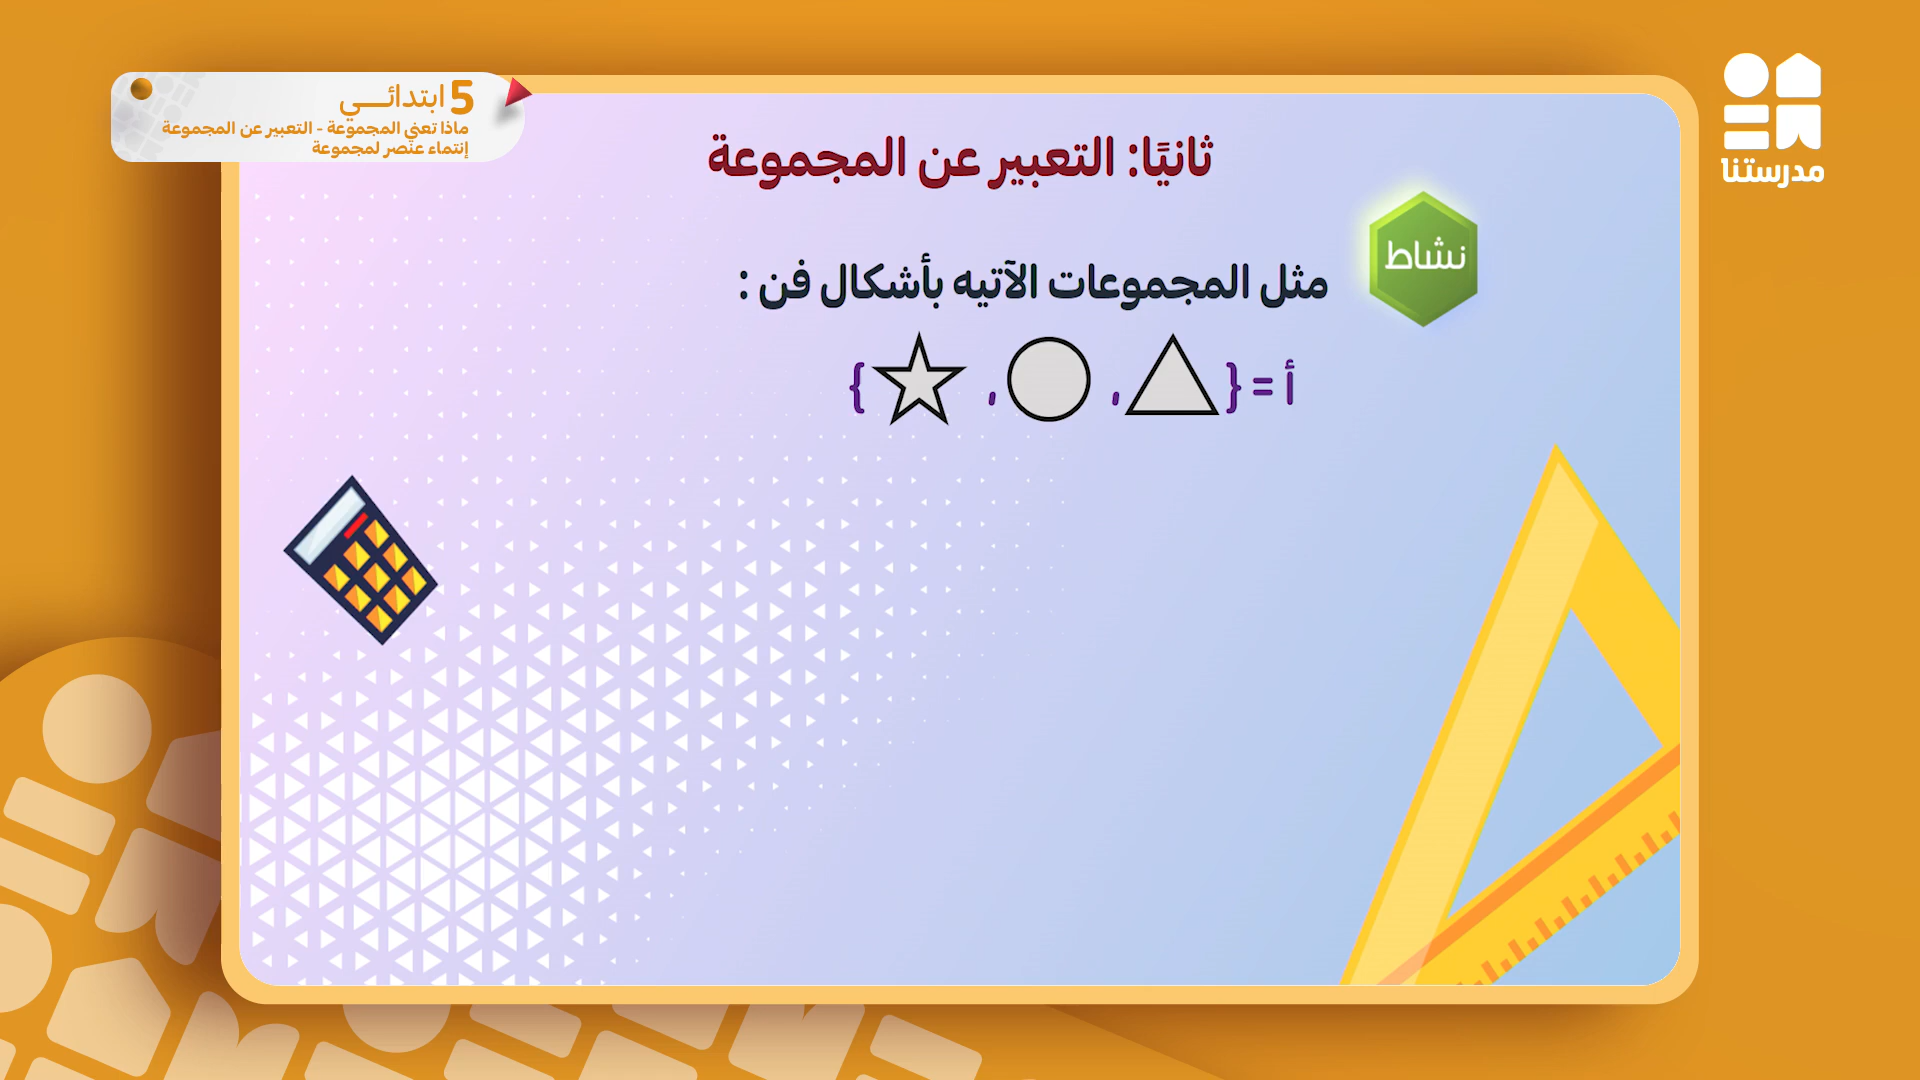 5 ابتدائـــي
ماذا تعني المجموعة - التعبير عن المجموعة
إنتماء عنصر لمجموعة
مدرستنا
ثانيًا: التعبير عن المجموعة
نشاط
مثل المجموعات الآتيه بأشكال فن :
أ = { ، ، }